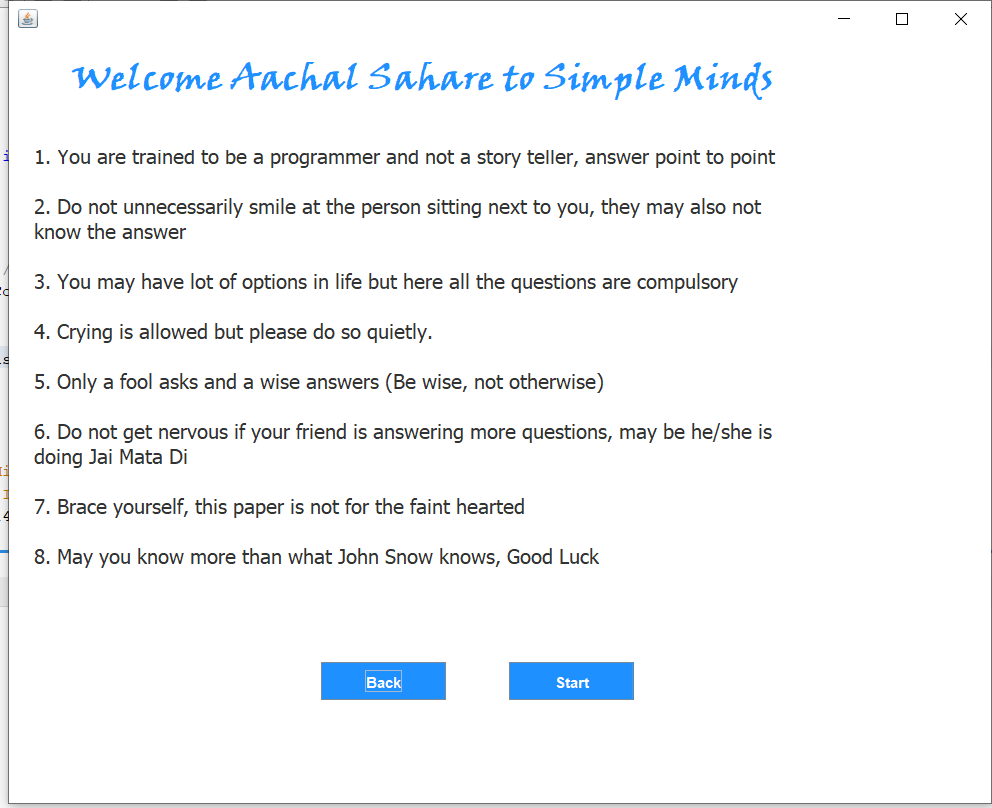 Welcome Aachal Sahare to Simple Minds
1. You are trained to be a programmer and not a story teller, answer point to point
2. Do not unnecessarily smile at the person sitting next to you, they may also not
know the answer
3. You may have lot of options in life but here all the questions are compulsory
4. Crying is allowed but please do so quietly.
5. Only a fool asks and a wise answers (Be wise, not otherwise)
6. Do not get nervous if your friend is answering more questions, may be he/she is
doing Jai Mata Di
7. Brace yourself, this paper is not for the faint hearted
8. May you know more than what John Snow knows, Good Luck
Back Start